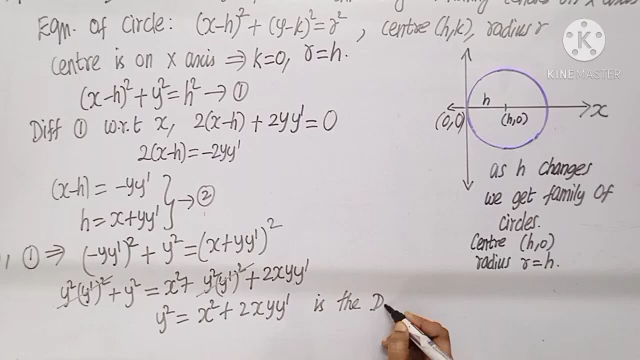 Eqn. of Circle: (x-h)²+(y-k)²=r², centre (h,k), radius r
centre is on x axis ⇒ k=0, r=h.
(x-h)²+y²=h² → ①
Diff ① w.r.t x, 2(x-h)+2yy'=0
2(x-h)=-2yy'
(x-h)=-yy'
h=x+yy' } → ②
① ⇒ (-yy')²+y²=(x+yy')²
y²(y')²+y²=x²+y²(y')²+2xyy'
y²=x²+2xyy' is the D
K
KINEMASTER
h
x
(0,0)
(h,0)
as h changes
we get family of
circles.
Centre (h,0)
radius r=h.